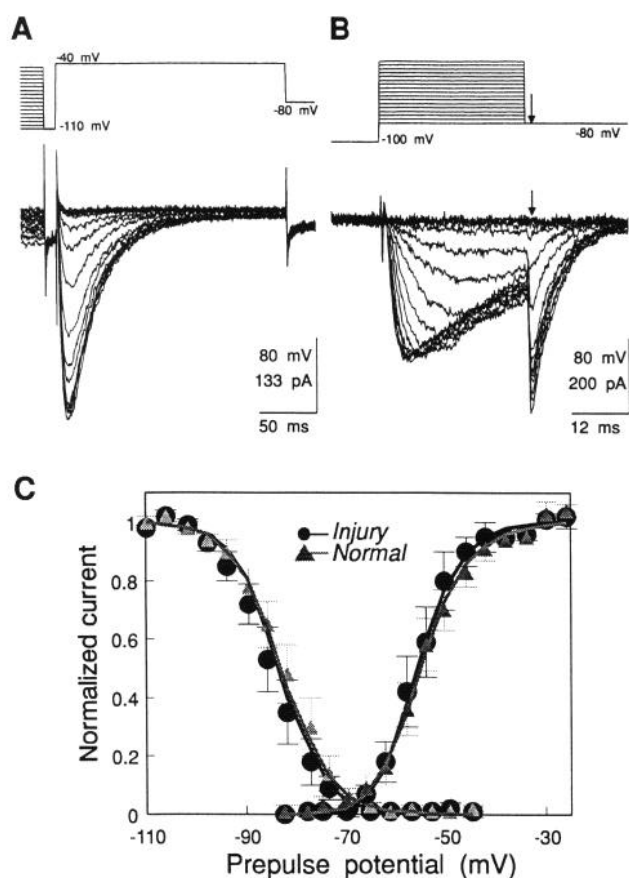 A
B
-40 mV
-80 mV
-110 mV
-100 mV
-80 mV
80 mV
133 pA
50 ms
80 mV
200 pA
12 ms
C
Injury
Normal
Normalized current
1
0.8
0.6
0.4
0.2
0
-110 -90 -70 -50 -30
Prepulse potential (mV)